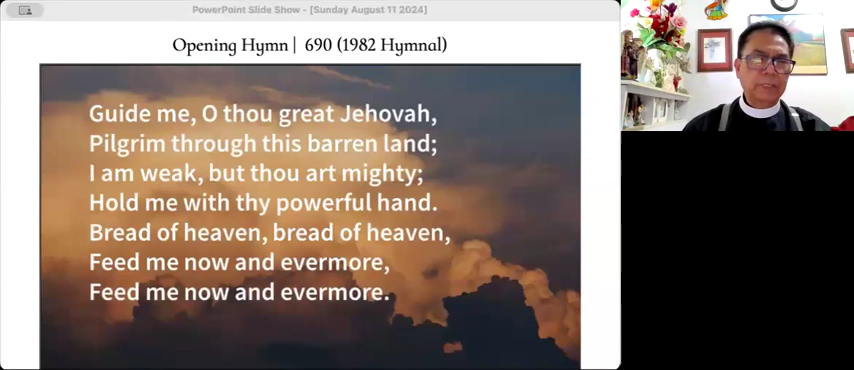 PowerPoint Slide Show - [Sunday August 11 2024]
Opening Hymn | 690 (1982 Hymnal)
Guide me, O thou great Jehovah,
Pilgrim through this barren land;
I am weak, but thou art mighty;
Hold me with thy powerful hand.
Bread of heaven, bread of heaven,
Feed me now and evermore,
Feed me now and evermore.